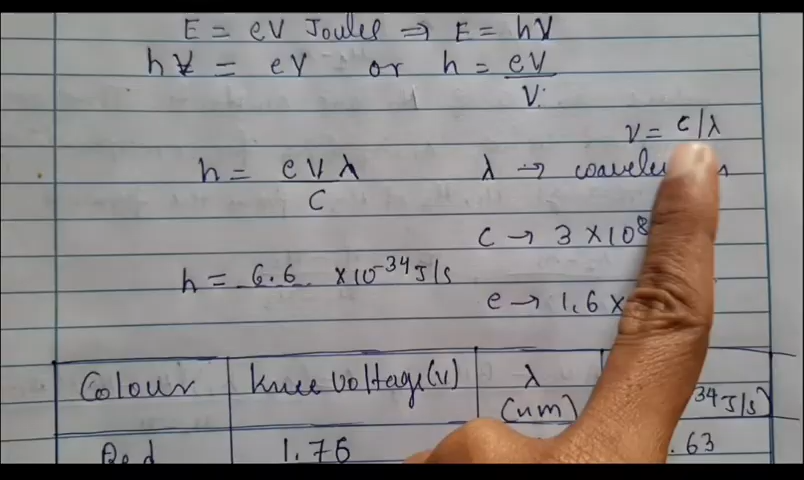 E = eV Joules ⇒ E = hν
hν = eV or h = eV/ν
ν = c/λ
h = eVλ/C λ →
C → 3 × 10⁸
h = 6.6 × 10⁻³⁴ J/s
e → 1.6 ×
Colour Knee Voltage(V) λ (nm) ³⁴ J/s)
Red 1.76 .63